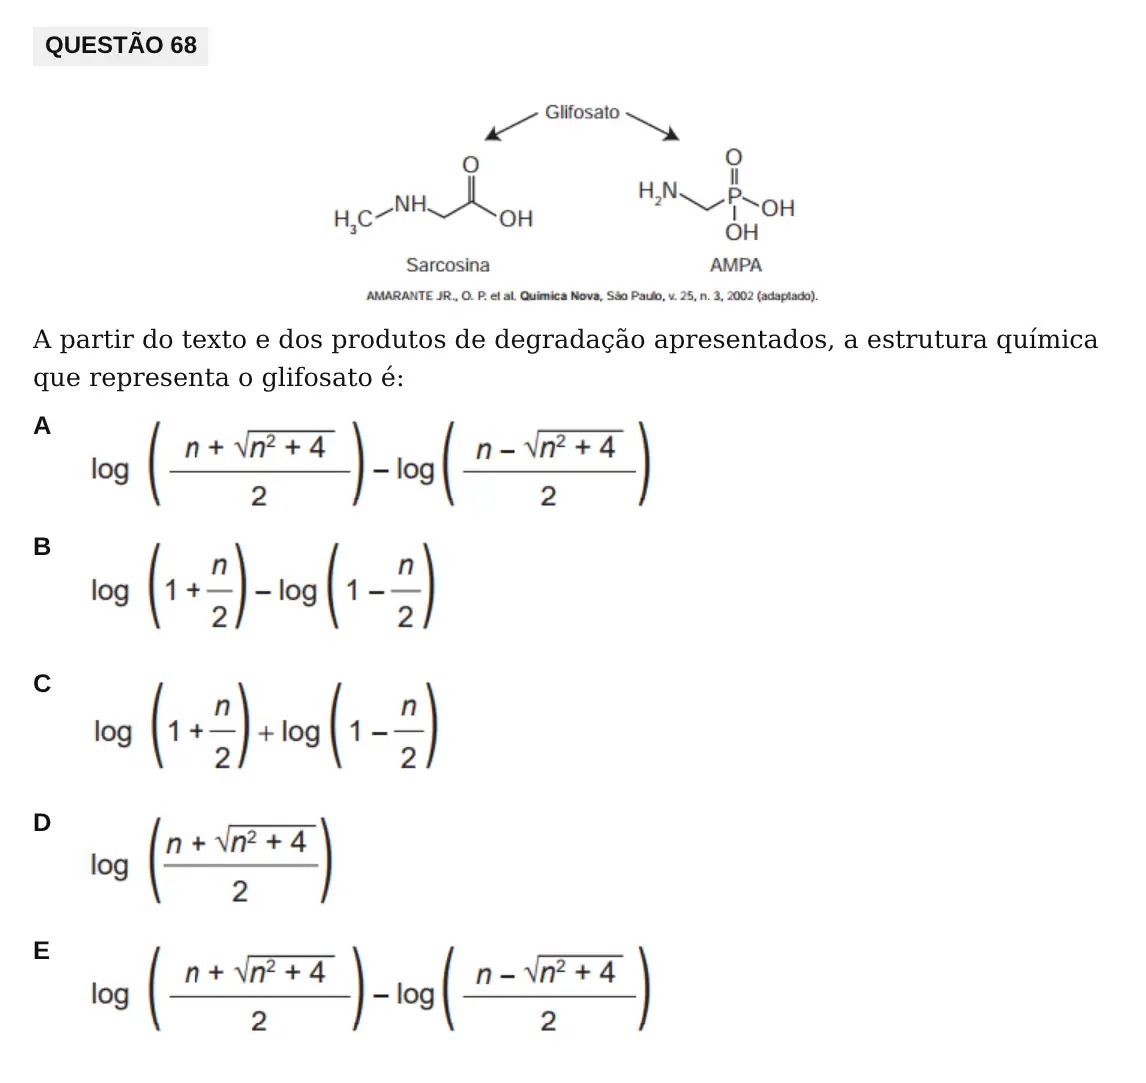 QUESTÃO 68
Glifosato
O
O
H₂N
P
OH
OH
H₃C
NH
OH
Sarcosina
AMPA
AMARANTE JR., O. P. et al. Química Nova, São Paulo, v. 25, n. 3, 2002 (adaptado).
A partir do texto e dos produtos de degradação apresentados, a estrutura química
que representa o glifosato é:
A
log ( (n + √(n² + 4)) / 2 ) – log ( (n – √(n² + 4)) / 2 )
B
log ( 1 + n/2 ) – log ( 1 – n/2 )
C
log ( 1 + n/2 ) + log ( 1 – n/2 )
D
log ( (n + √(n² + 4)) / 2 )
E
log ( (n + √(n² + 4)) / 2 ) – log ( (n – √(n² + 4)) / 2 )